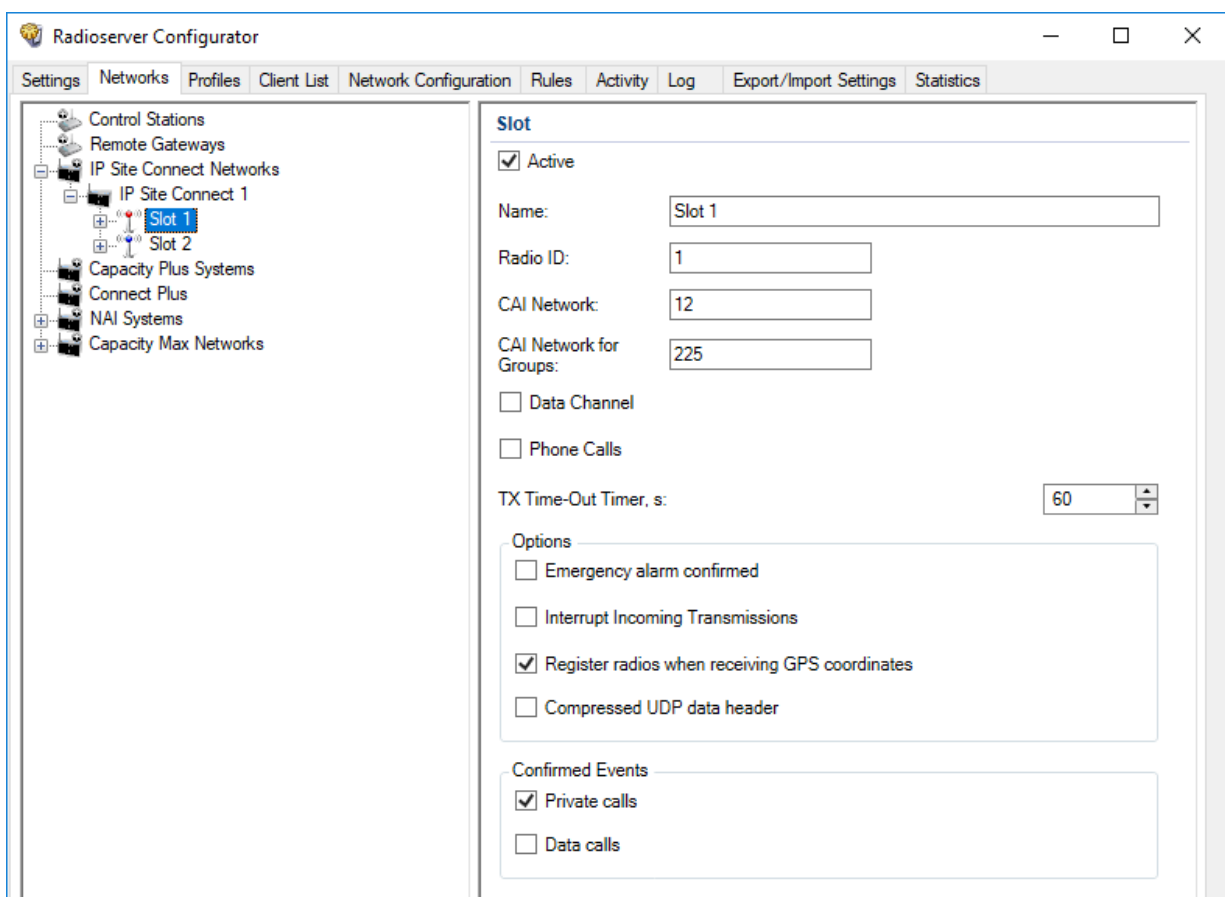 Radioserver Configurator
Settings Networks Profiles Client List Network Configuration Rules Activity Log Export/Import Settings Statistics
Control Stations
Remote Gateways
IP Site Connect Networks
IP Site Connect 1
Slot 1
Slot 2
Capacity Plus Systems
Connect Plus
NAI Systems
Capacity Max Networks
Slot
Active
Name: Slot 1
Radio ID: 1
CAI Network: 12
CAI Network for
Groups: 225
Data Channel
Phone Calls
TX Time-Out Timer, s: 60
Options
Emergency alarm confirmed
Interrupt Incoming Transmissions
Register radios when receiving GPS coordinates
Compressed UDP data header
Confirmed Events
Private calls
Data calls